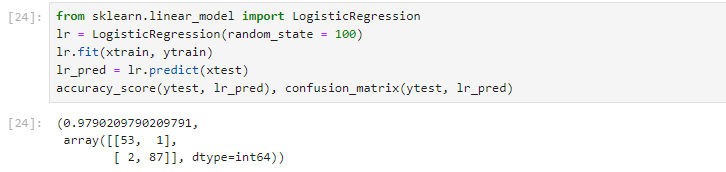 [24]: from sklearn.linear_model import LogisticRegression
lr = LogisticRegression(random_state = 100)
lr.fit(xtrain, ytrain)
lr_pred = lr.predict(xtest)
accuracy_score(ytest, lr_pred), confusion_matrix(ytest, lr_pred)
[24]: (0.9790209790209791,
array([[53, 1],
[ 2, 87]], dtype=int64))